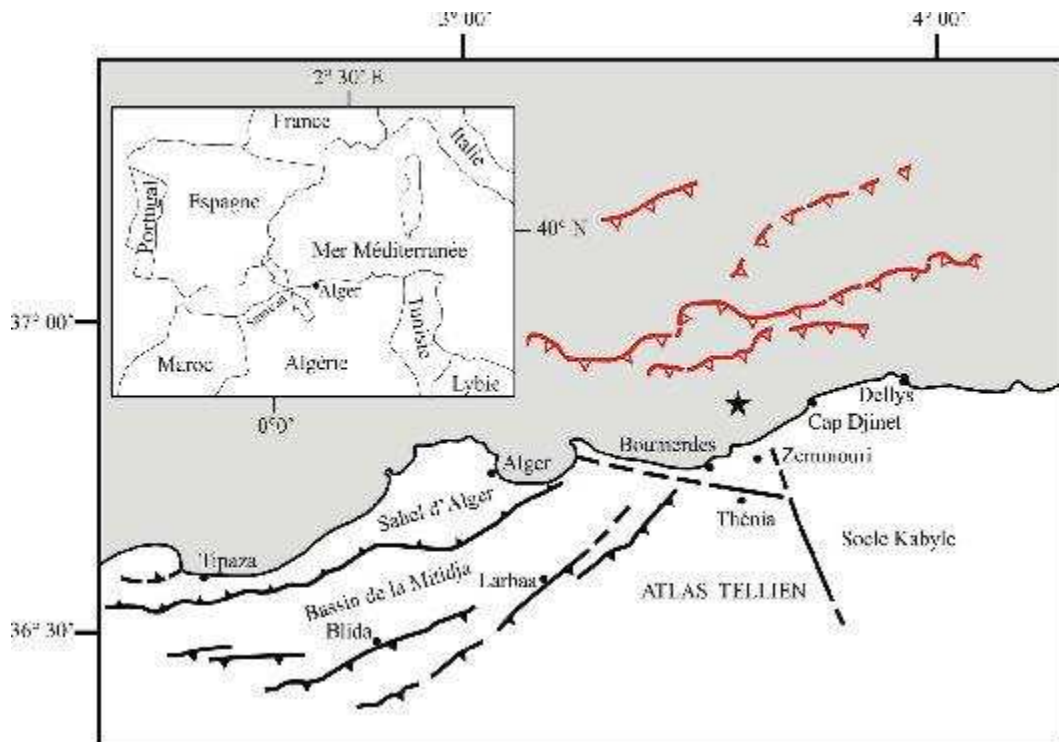 3° 00'
4° 00'
2° 30' E
France
Italie
Portugal
Espagne
40° N
Mer Méditerranée
Alger
Tunisie
37° 00'
Maroc
Algérie
Lybie
0°0'
Dellys
Cap Djinet
Boumerdes
Zemmouri
Alger
Sahel d'Alger
Thénia
Socle Kabyle
Tipaza
Bassin de la Mitidja
Larbaa
ATLAS TELLIEN
36° 30'
Blida